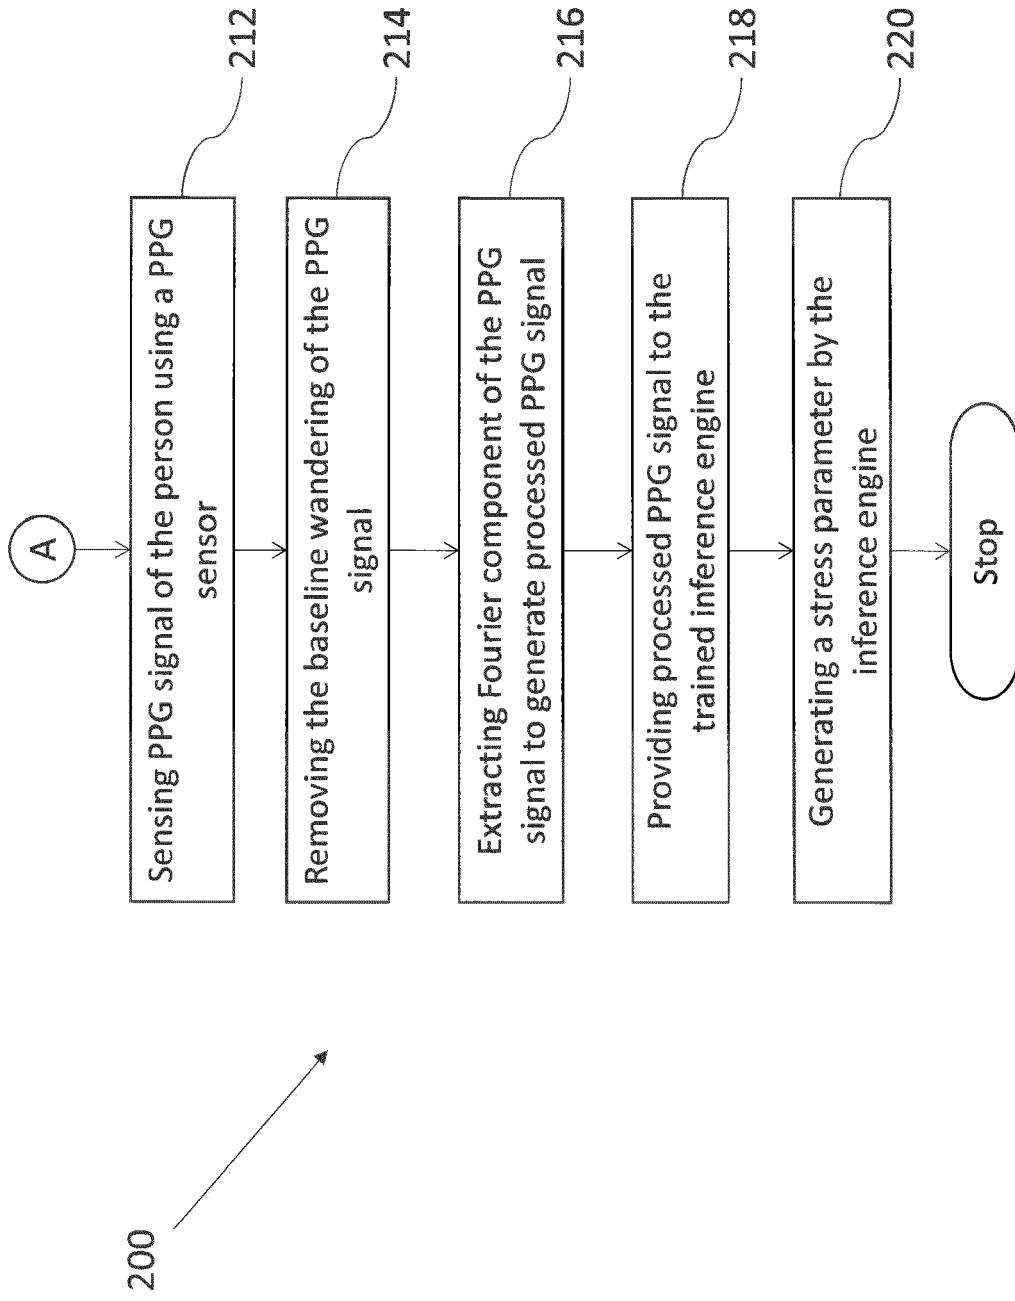 A
Sensing PPG signal of the person using a PPG
sensor
212
Removing the baseline wandering of the PPG
signal
214
Extracting Fourier component of the PPG
signal to generate processed PPG signal
216
Providing processed PPG signal to the
trained inference engine
218
Generating a stress parameter by the
inference engine
220
Stop
200